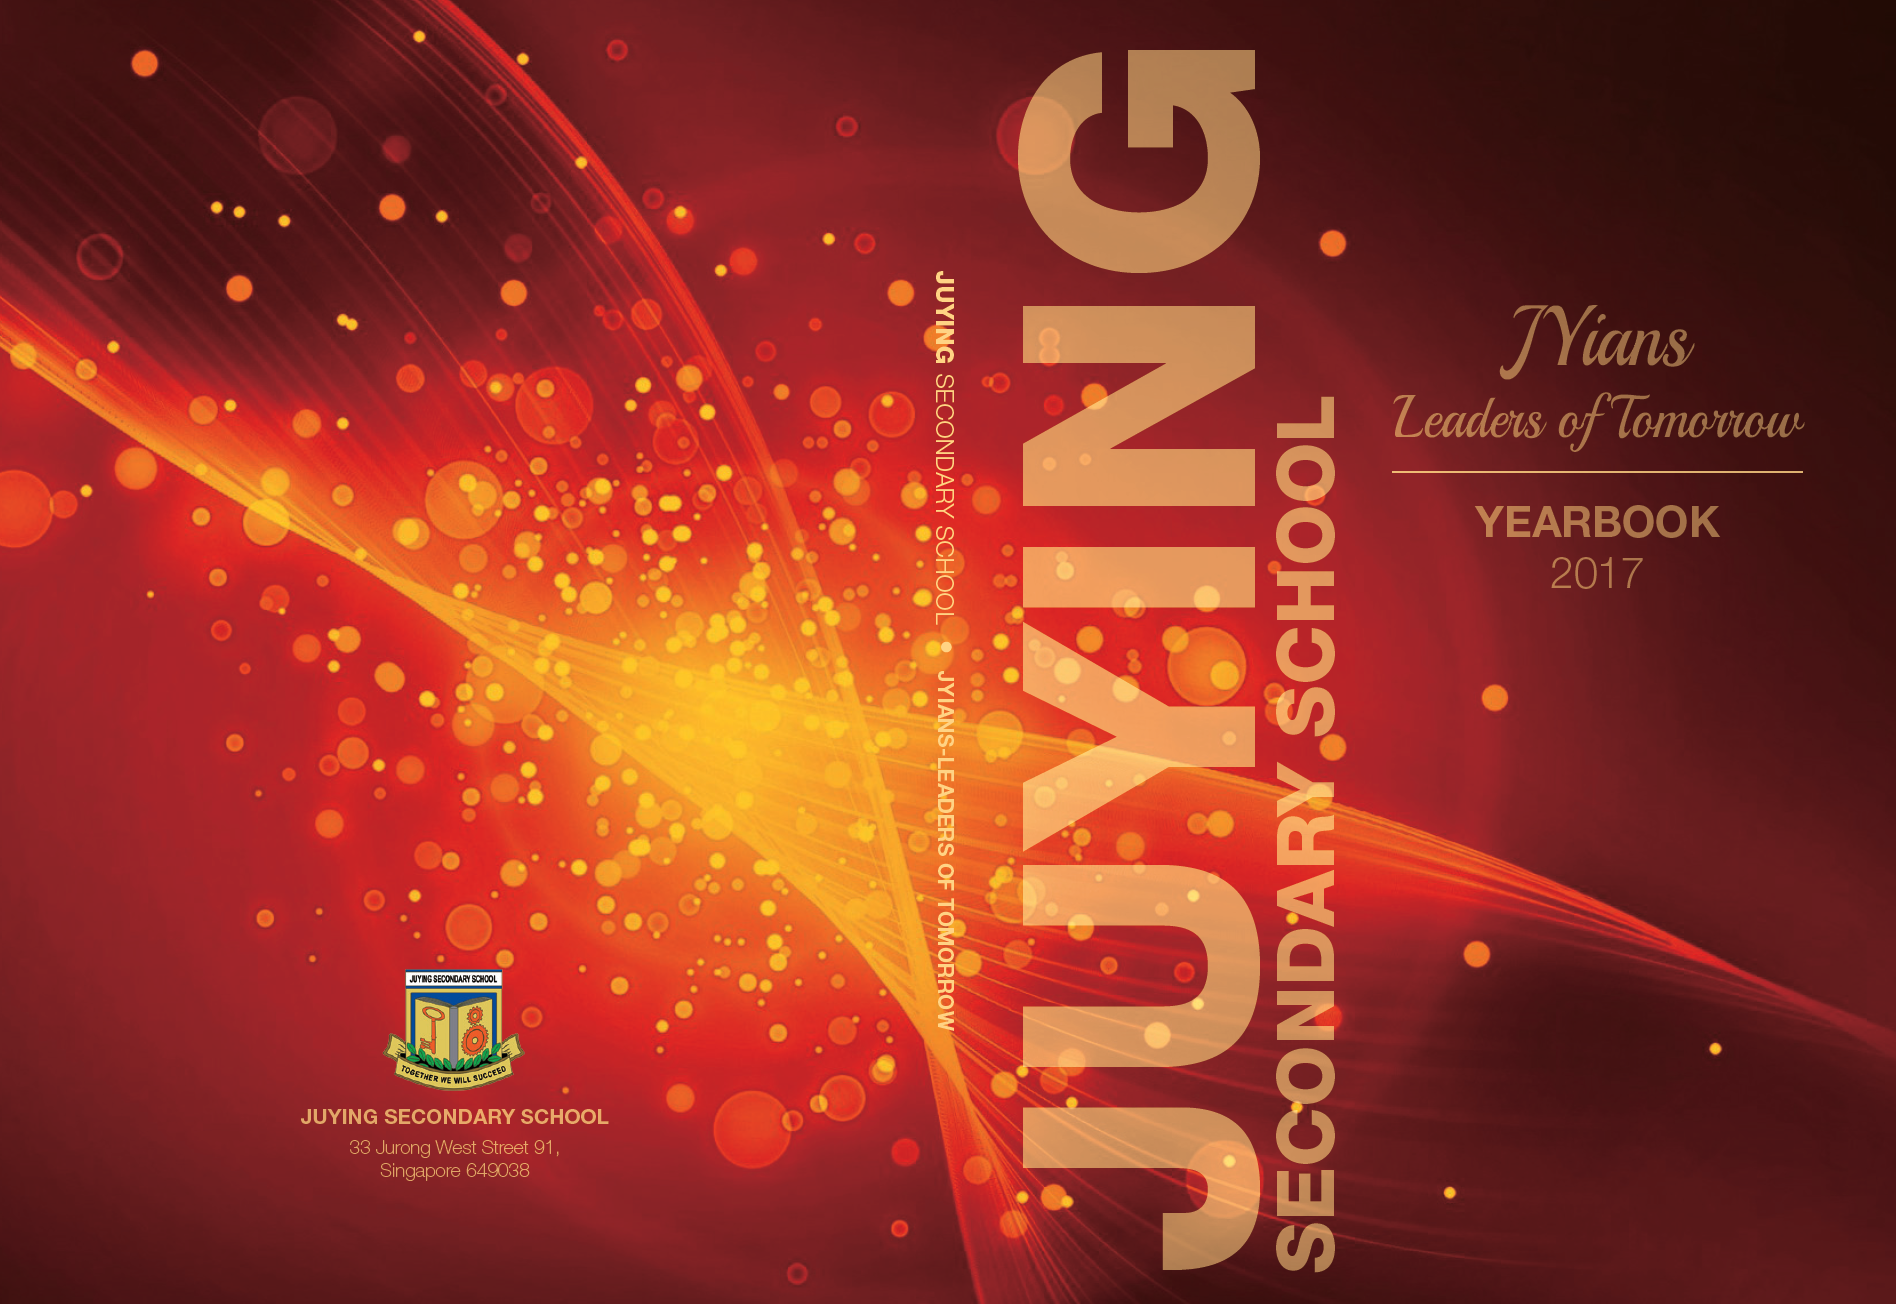 JUYING SECONDARY SCHOOL
TOGETHER WE WILL SUCCEED
JUYING SECONDARY SCHOOL
33 Jurong West Street 91,
Singapore 649038
JUYING SECONDARY SCHOOL • JYIANS-LEADERS OF TOMORROW
JUYING
SECONDARY SCHOOL
JYians
Leaders of Tomorrow
YEARBOOK
2017